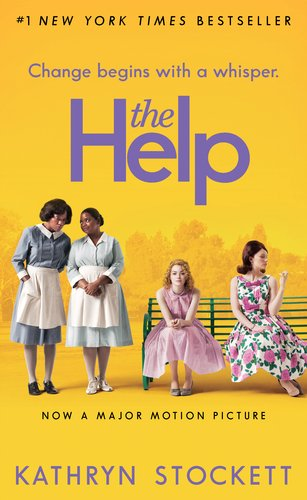 #1 NEW YORK TIMES BESTSELLER
Change begins with a whisper.
the
Help
NOW A MAJOR MOTION PICTURE
KATHRYN STOCKETT